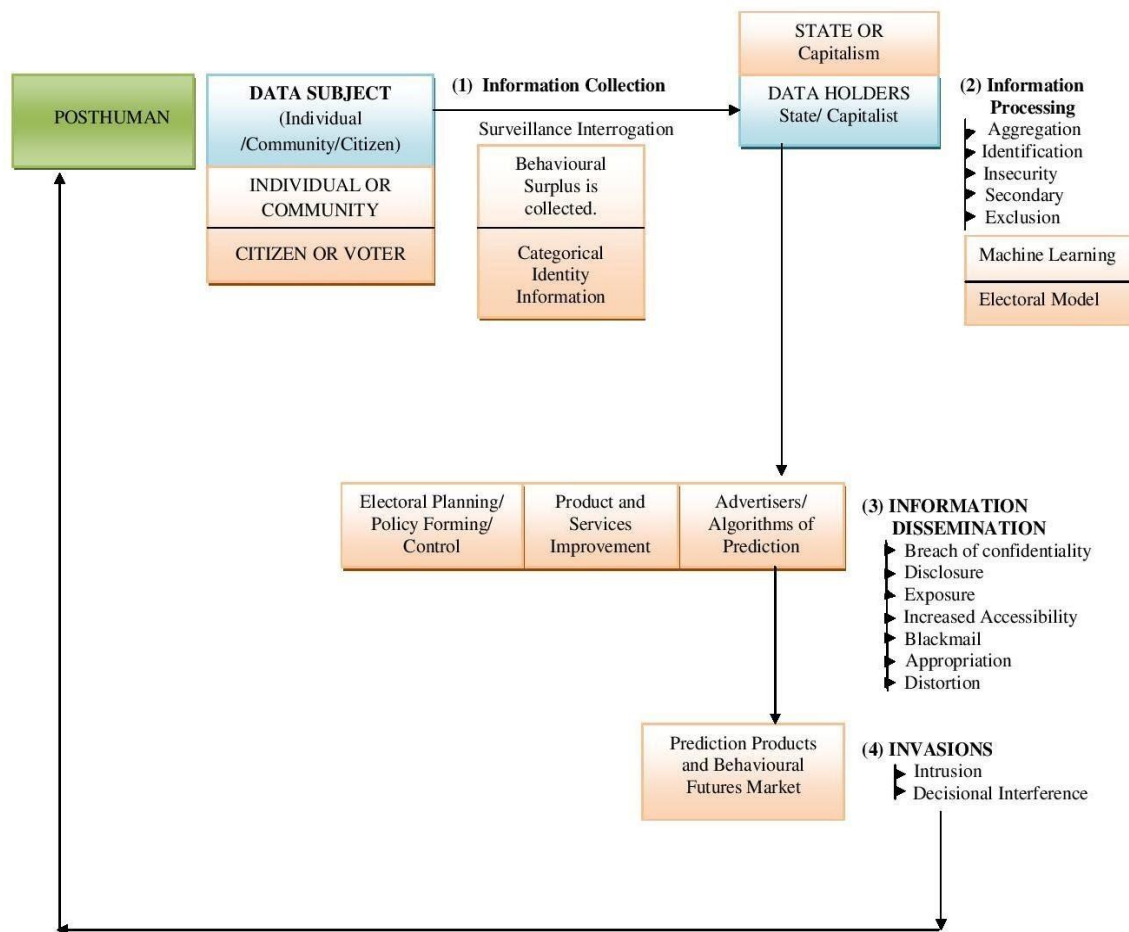 POSTHUMAN
DATA SUBJECT
(Individual
/Community/Citizen)
INDIVIDUAL OR
COMMUNITY
CITIZEN OR VOTER
(1) Information Collection
Surveillance Interrogation
Behavioural
Surplus is
collected.
Categorical
Identity
Information
STATE OR
Capitalism
DATA HOLDERS
State/ Capitalist
(2) Information
Processing
Aggregation
Identification
Insecurity
Secondary
Exclusion
Machine Learning
Electoral Model
Electoral Planning/
Policy Forming/
Control
Product and
Services
Improvement
Advertisers/
Algorithms of
Prediction
(3) INFORMATION
DISSEMINATION
Breach of confidentiality
Disclosure
Exposure
Increased Accessibility
Blackmail
Appropriation
Distortion
Prediction Products
and Behavioural
Futures Market
(4) INVASIONS
Intrusion
Decisional Interference